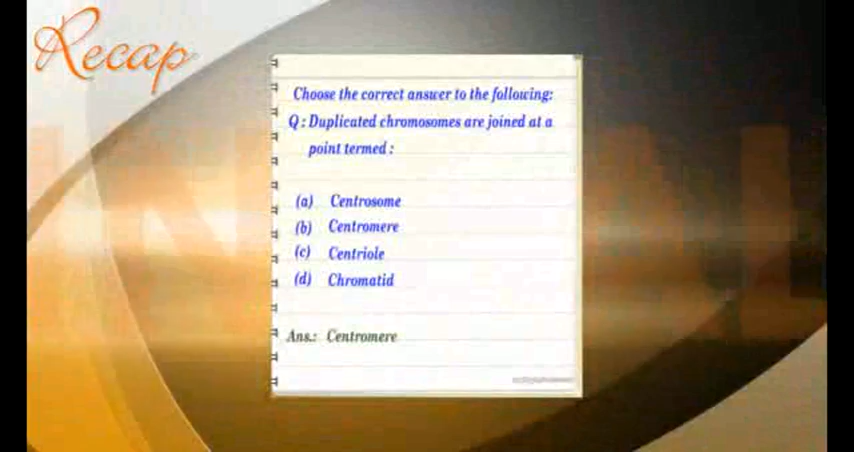 Recap
Choose the correct answer to the following:
Q : Duplicated chromosomes are joined at a
point termed :
(a) Centrosome
(b) Centromere
(c) Centriole
(d) Chromatid
Ans.: Centromere